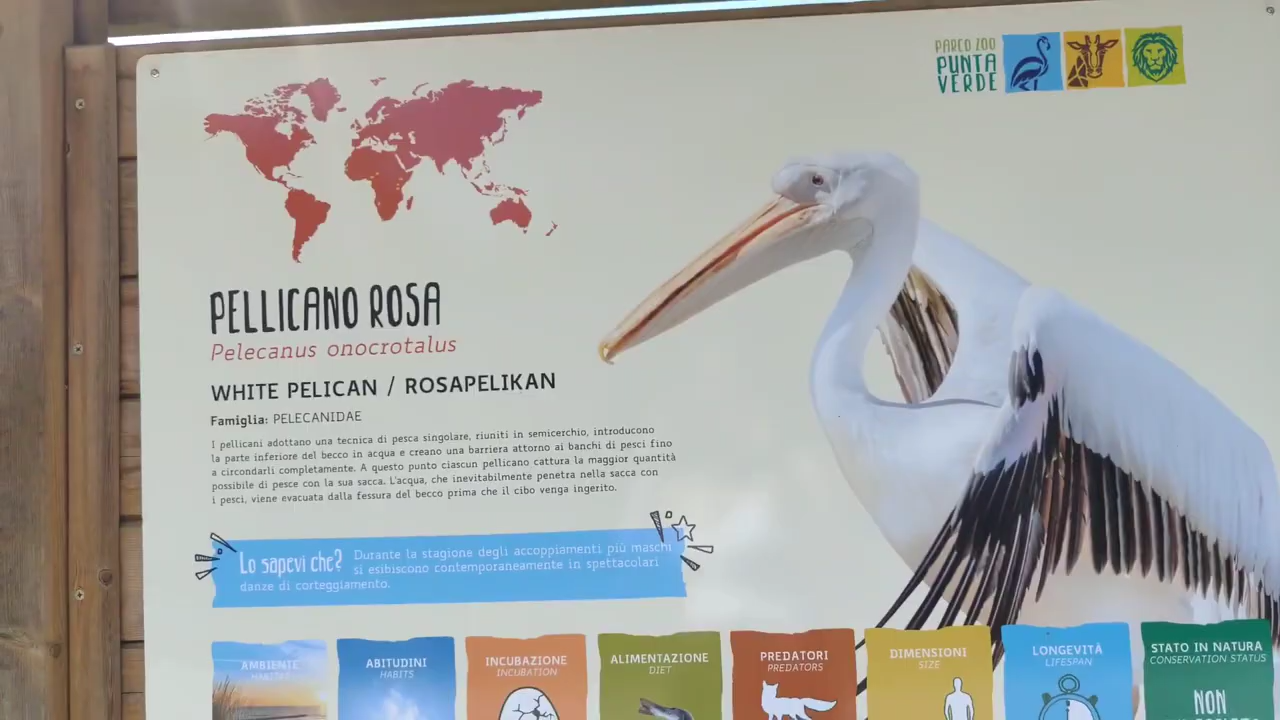 PARCO ZOO
PUNTA
VERDE
PELLICANO ROSA
Pelecanus onocrotalus
WHITE PELICAN / ROSAPELIKAN
Famiglia: PELECANIDAE
I pellicani adottano una tecnica di pesca singolare, riuniti in semicerchio, introducono
la parte inferiore del becco in acqua e creano una barriera attorno ai banchi di pesci fino
a circondarli completamente. A questo punto ciascun pellicano cattura la maggior quantità
possibile di pesce con la sua sacca. L'acqua, che inevitabilmente penetra nella sacca con
i pesci, viene evacuata dalla fessura del becco prima che il cibo venga ingerito.
Lo sapevi che? Durante la stagione degli accoppiamenti più maschi
si esibiscono contemporaneamente in spettacolari
danze di corteggiamento.
AMBIENTE
HABITAT
ABITUDINI
HABITS
INCUBAZIONE
INCUBATION
ALIMENTAZIONE
DIET
PREDATORI
PREDATORS
DIMENSIONI
SIZE
LONGEVITÀ
LIFESPAN
STATO IN NATURA
CONSERVATION STATUS
NON